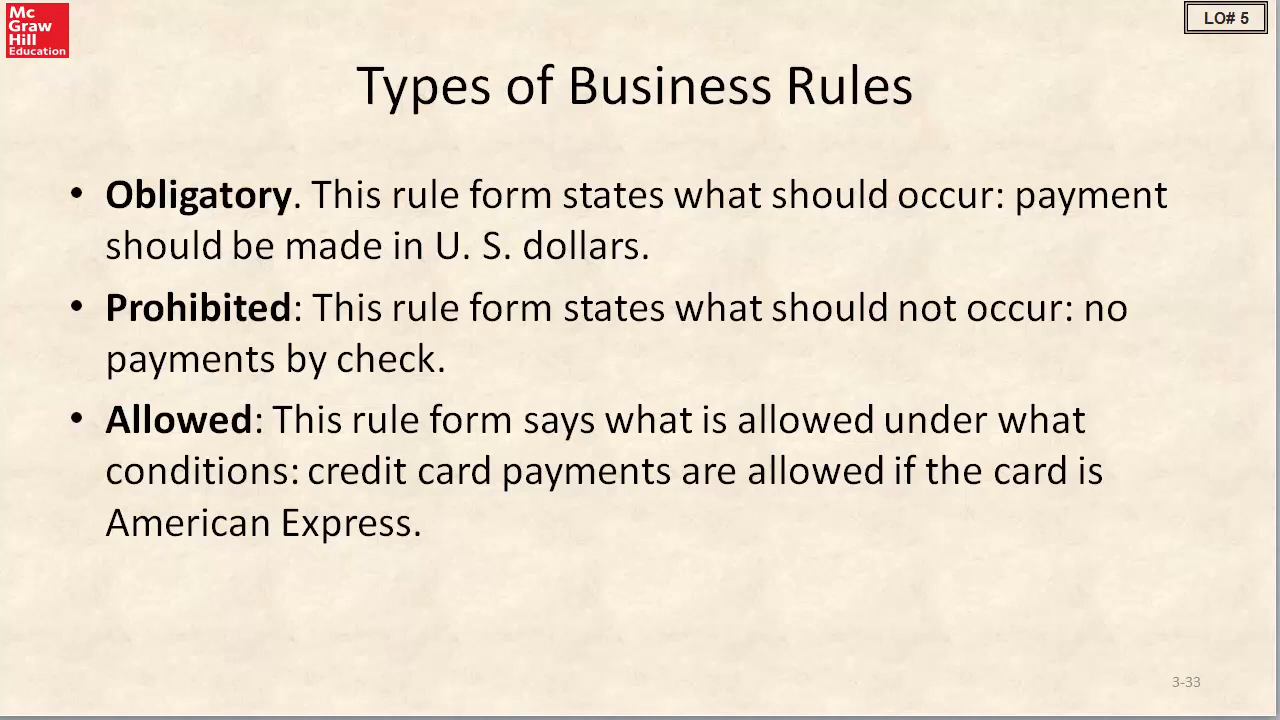 Mc
Graw
Hill
Education
LO# 5
Types of Business Rules
• Obligatory. This rule form states what should occur: payment
should be made in U. S. dollars.
• Prohibited: This rule form states what should not occur: no
payments by check.
• Allowed: This rule form says what is allowed under what
conditions: credit card payments are allowed if the card is
American Express.
3-33